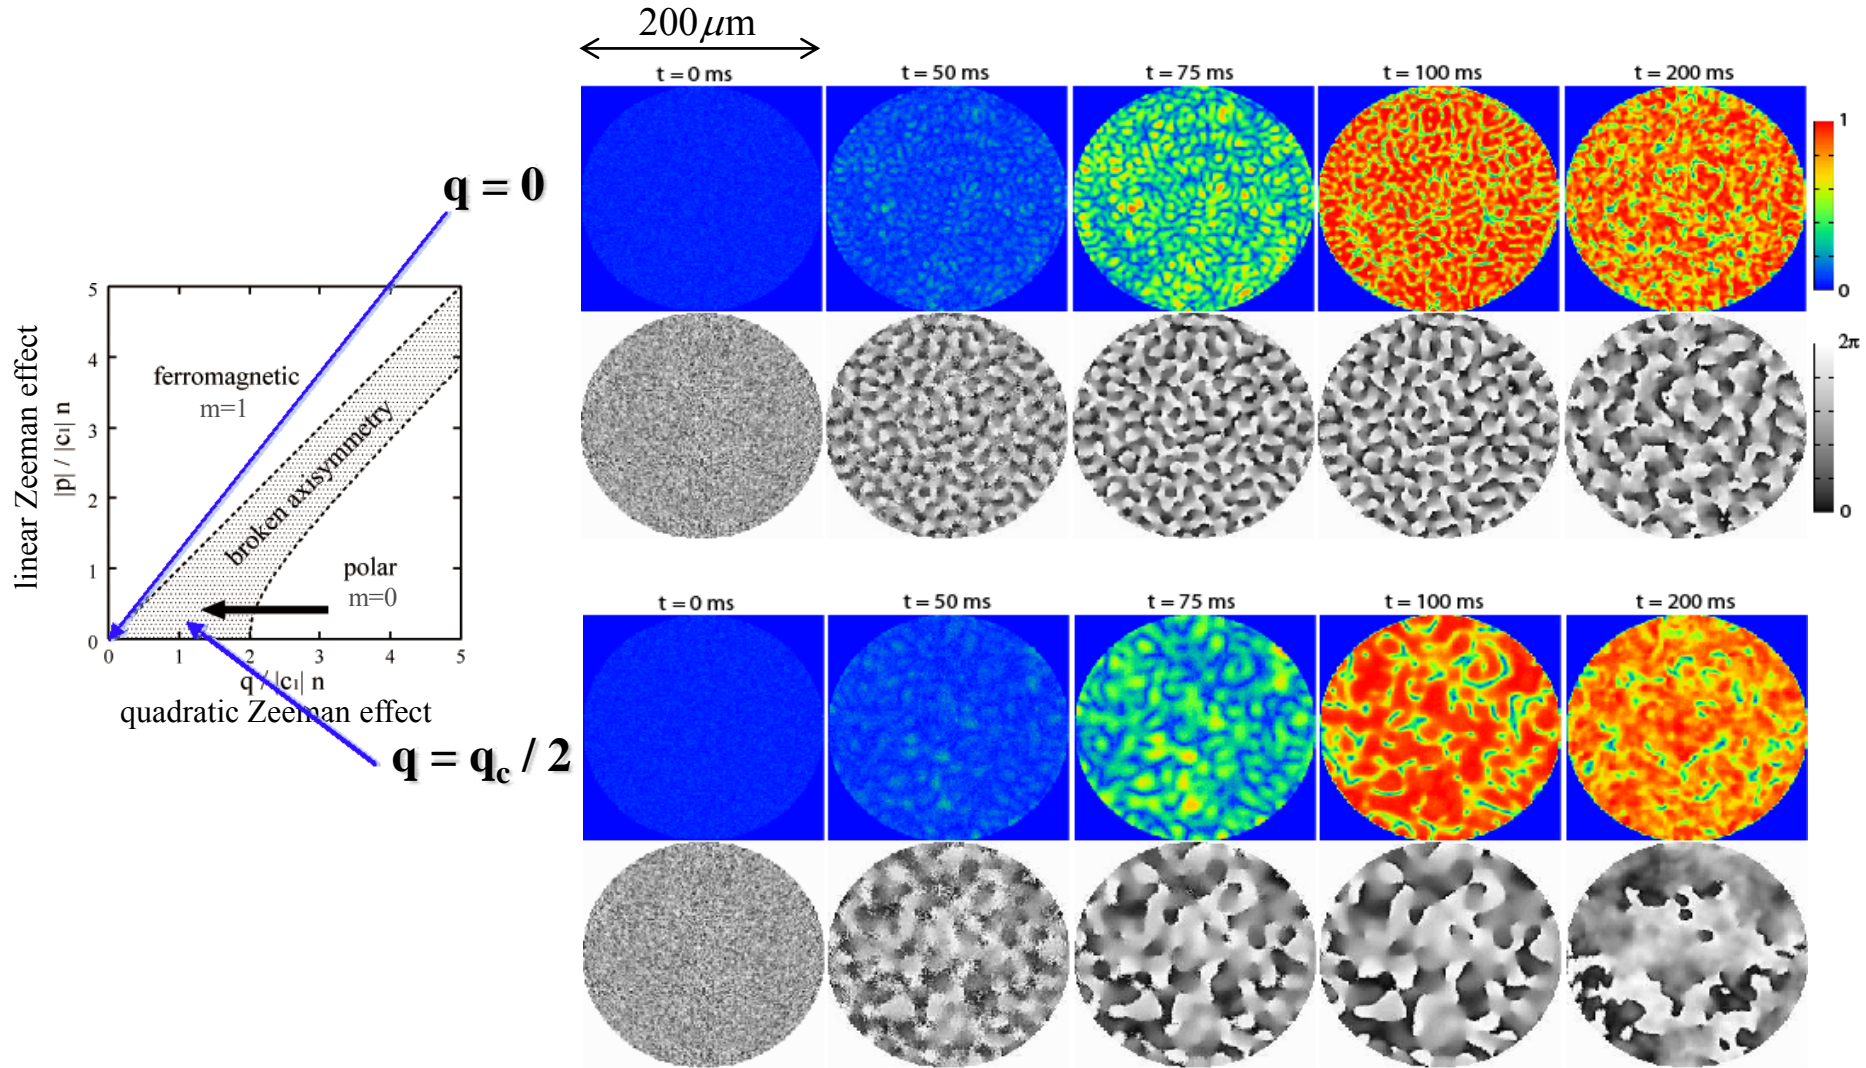 200μm
t = 0 ms
t = 50 ms
t = 75 ms
t = 100 ms
t = 200 ms
1
0
2π
0
q = 0
linear Zeeman effect
|p| / |c₁| n
5
4
3
2
1
0
ferromagnetic
m=1
broken axisymmetry
polar
m=0
0 1 2 3 4 5
q / |c₁| n
quadratic Zeeman effect
q = q_c / 2
t = 0 ms
t = 50 ms
t = 75 ms
t = 100 ms
t = 200 ms